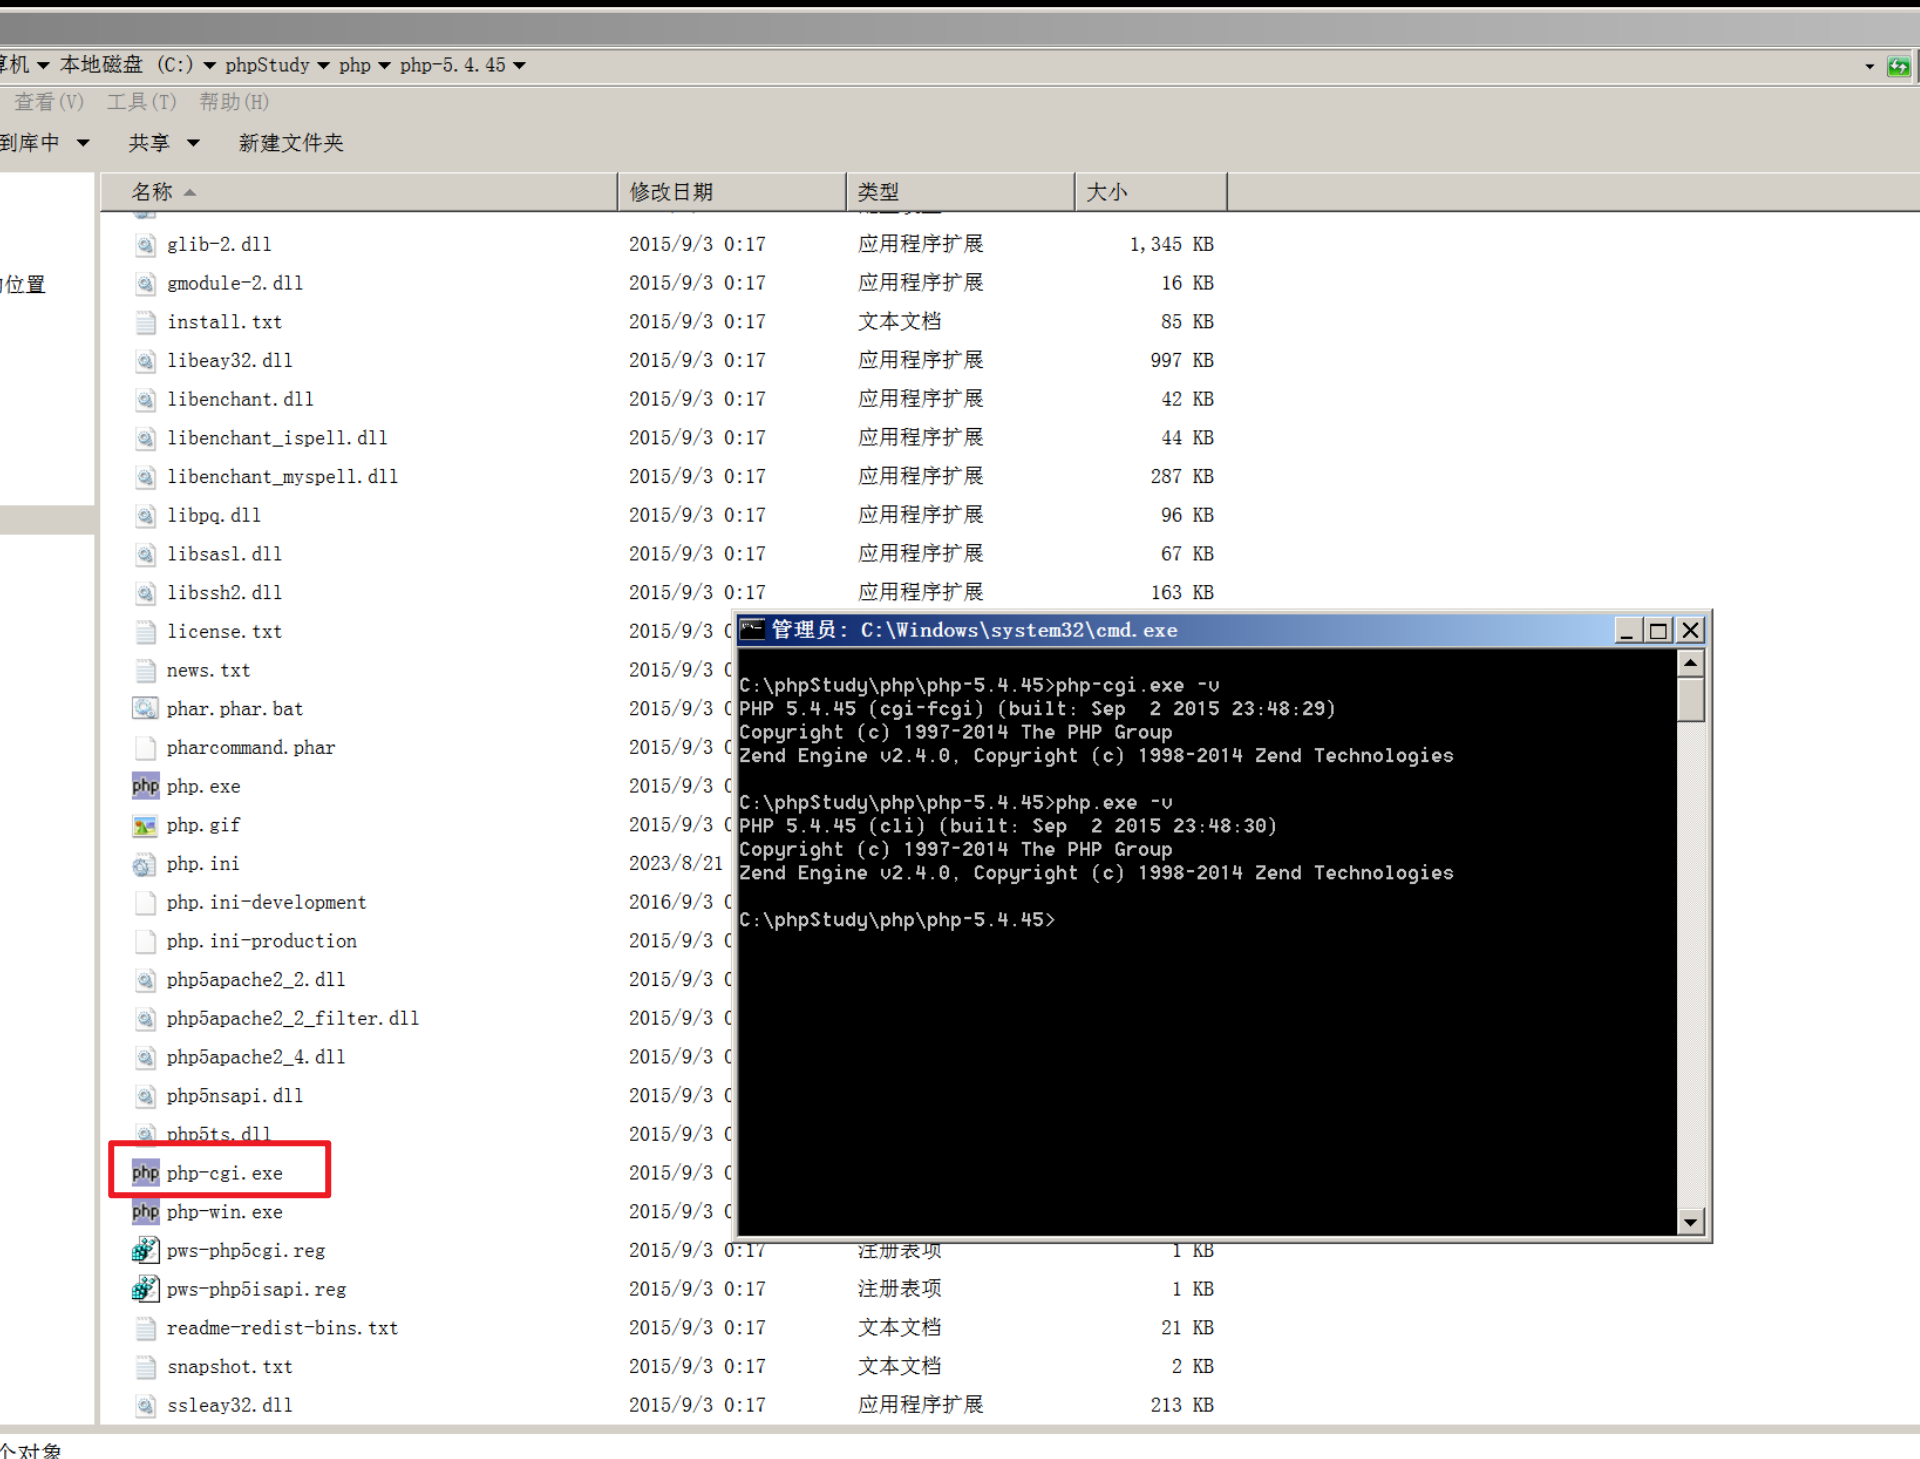 机 本地磁盘 (C:) phpStudy php php-5.4.45
查看(V) 工具(T) 帮助(H)
到库中 共享 新建文件夹
名称 修改日期 类型 大小
glib-2.dll 2015/9/3 0:17 应用程序扩展 1,345 KB
gmodule-2.dll 2015/9/3 0:17 应用程序扩展 16 KB
位置
install.txt 2015/9/3 0:17 文本文档 85 KB
libeay32.dll 2015/9/3 0:17 应用程序扩展 997 KB
libenchant.dll 2015/9/3 0:17 应用程序扩展 42 KB
libenchant_ispell.dll 2015/9/3 0:17 应用程序扩展 44 KB
libenchant_myspell.dll 2015/9/3 0:17 应用程序扩展 287 KB
libpq.dll 2015/9/3 0:17 应用程序扩展 96 KB
libsasl.dll 2015/9/3 0:17 应用程序扩展 67 KB
libssh2.dll 2015/9/3 0:17 应用程序扩展 163 KB
license.txt 2015/9/3
news.txt 2015/9/3
phar.phar.bat 2015/9/3
pharcommand.phar 2015/9/3
php php.exe 2015/9/3
php.gif 2015/9/3
php.ini 2023/8/21
php.ini-development 2016/9/3
php.ini-production 2015/9/3
php5apache2_2.dll 2015/9/3
php5apache2_2_filter.dll 2015/9/3
php5apache2_4.dll 2015/9/3
php5nsapi.dll 2015/9/3
php5ts.dll 2015/9/3
php php-cgi.exe 2015/9/3
php php-win.exe 2015/9/3
pws-php5cgi.reg 2015/9/3 0:17 注册表项 1 KB
pws-php5isapi.reg 2015/9/3 0:17 注册表项 1 KB
readme-redist-bins.txt 2015/9/3 0:17 文本文档 21 KB
snapshot.txt 2015/9/3 0:17 文本文档 2 KB
ssleay32.dll 2015/9/3 0:17 应用程序扩展 213 KB
个对象
管理员: C:\Windows\system32\cmd.exe
C:\phpStudy\php\php-5.4.45>php-cgi.exe -v
PHP 5.4.45 (cgi-fcgi) (built: Sep  2 2015 23:48:29)
Copyright (c) 1997-2014 The PHP Group
Zend Engine v2.4.0, Copyright (c) 1998-2014 Zend Technologies
C:\phpStudy\php\php-5.4.45>php.exe -v
PHP 5.4.45 (cli) (built: Sep  2 2015 23:48:30)
Copyright (c) 1997-2014 The PHP Group
Zend Engine v2.4.0, Copyright (c) 1998-2014 Zend Technologies
C:\phpStudy\php\php-5.4.45>